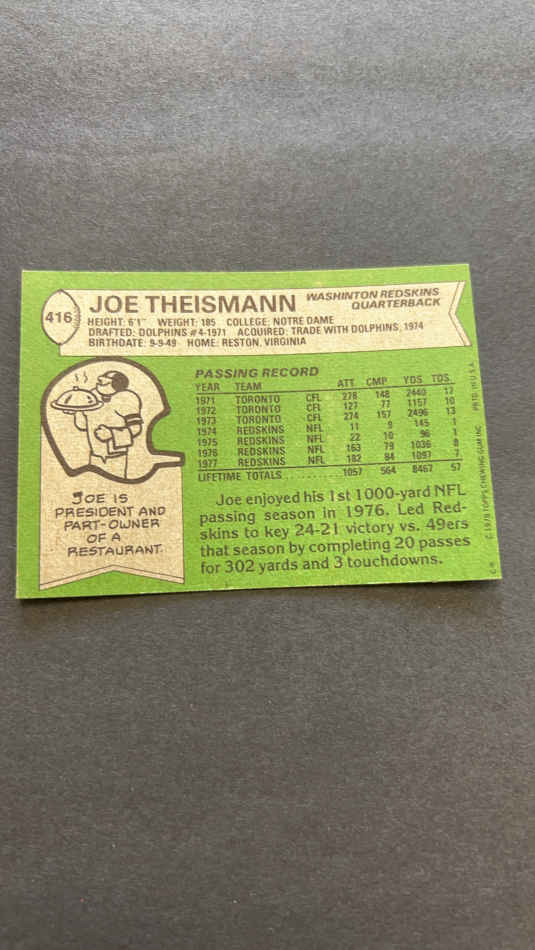 416
JOE THEISMANN
WASHINTON REDSKINS
QUARTERBACK
HEIGHT: 6'1" WEIGHT: 185 COLLEGE: NOTRE DAME
DRAFTED: DOLPHINS #4-1971 ACQUIRED: TRADE WITH DOLPHINS, 1974
BIRTHDATE: 9-9-49 HOME: RESTON, VIRGINIA
JOE IS
PRESIDENT AND
PART-OWNER
OF A
RESTAURANT.
PASSING RECORD
YEAR TEAM ATT. CMP. YDS. TDS.
1971 TORONTO CFL 278 148 2440 17
1972 TORONTO CFL 127 77 1157 10
1973 TORONTO CFL 274 157 2496 13
1974 REDSKINS NFL 11 9 145 1
1975 REDSKINS NFL 22 10 96 1
1976 REDSKINS NFL 163 79 1036 8
1977 REDSKINS NFL 182 84 1097 7
LIFETIME TOTALS 1057 564 8467 57
Joe enjoyed his 1st 1000-yard NFL
passing season in 1976. Led Red-
skins to key 24-21 victory vs. 49ers
that season by completing 20 passes
for 302 yards and 3 touchdowns.
© 1978 TOPPS CHEWING GUM INC. PRTD. IN U.S.A.